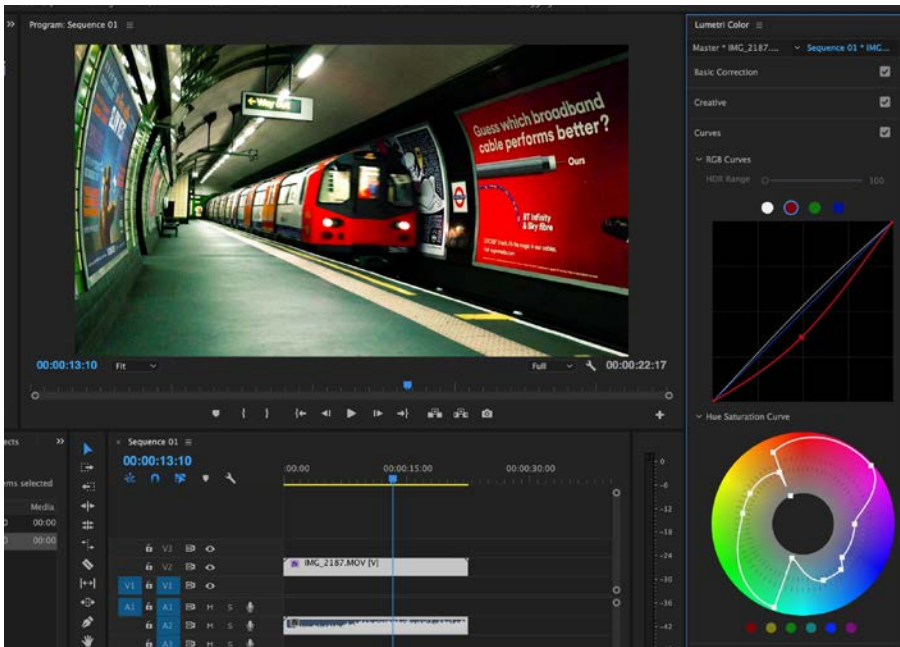 Program: Sequence 01
← Way out
Guess which broadband
cable performs better?
Ours
BT Infinity
& Sky fibre
00:00:13:10
Fit
Full
00:00:22:17
Lumetri Color
Master * IMG_2187....
Sequence 01 * IMG...
Basic Correction
Creative
Curves
RGB Curves
HDR Range
100
Hue Saturation Curve
ects
ems selected
Media
00:00
00:00
× Sequence 01
00:00:13:10
:00:00
00:00:15:00
00:00:30:00
V3
V2
IMG_2187.MOV [V]
V1 V1
A1 A1 M S
A2 M S
A3 M S
0
-6
-12
-18
-24
-30
-36
-42